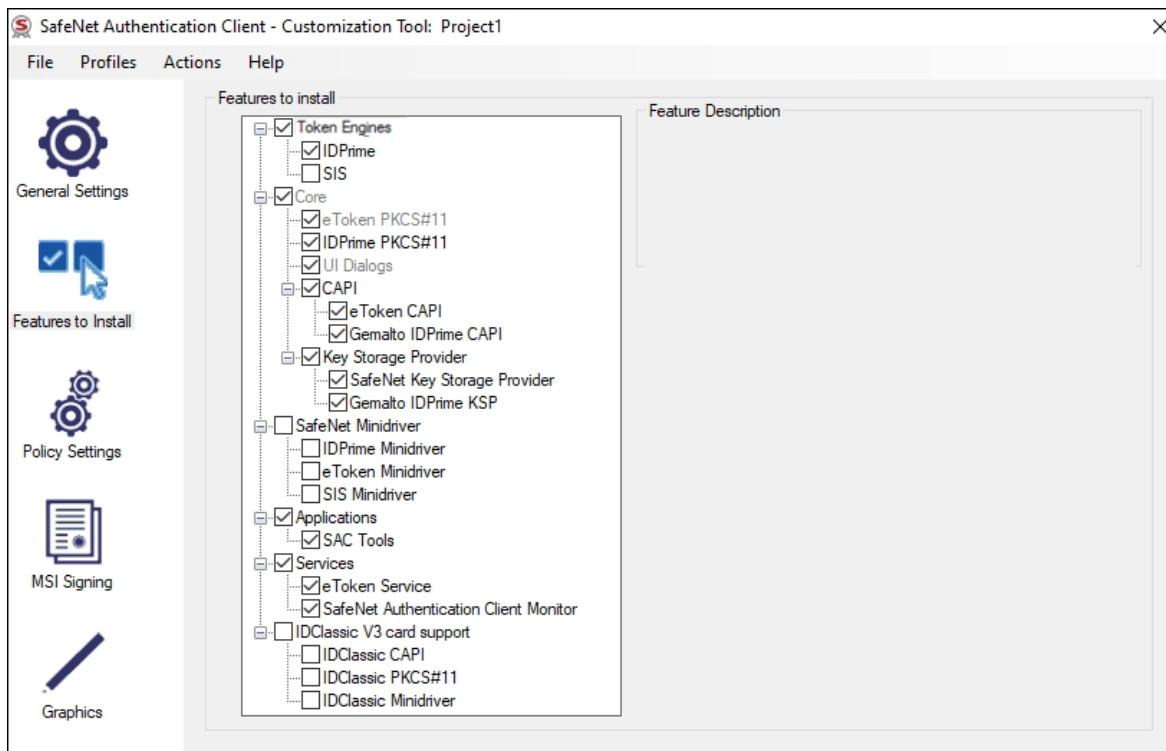 SafeNet Authentication Client - Customization Tool: Project1
File Profiles Actions Help
General Settings
Features to Install
Policy Settings
MSI Signing
Graphics
Features to install
Token Engines
IDPrime
SIS
Core
eToken PKCS#11
IDPrime PKCS#11
UI Dialogs
CAPI
eToken CAPI
Gemalto IDPrime CAPI
Key Storage Provider
SafeNet Key Storage Provider
Gemalto IDPrime KSP
SafeNet Minidriver
IDPrime Minidriver
eToken Minidriver
SIS Minidriver
Applications
SAC Tools
Services
eToken Service
SafeNet Authentication Client Monitor
IDClassic V3 card support
IDClassic CAPI
IDClassic PKCS#11
IDClassic Minidriver
Feature Description